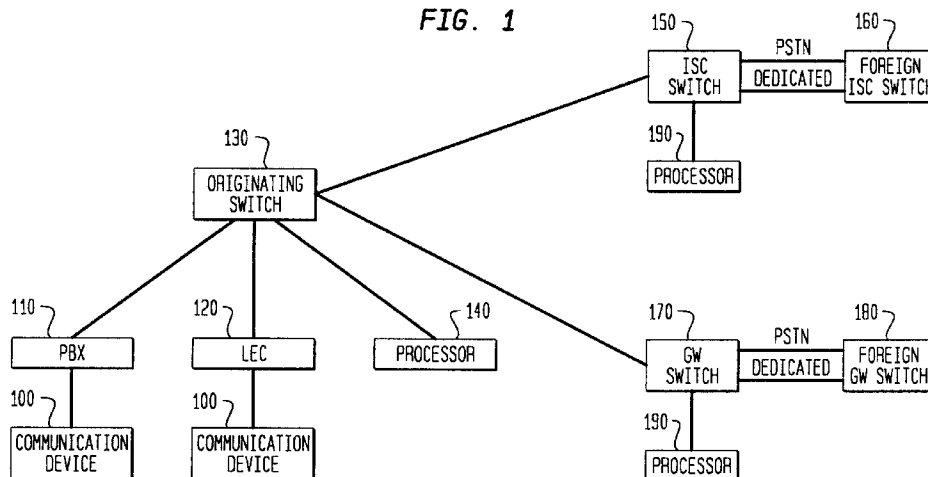 FIG. 1
150
ISC
SWITCH
PSTN
DEDICATED
160
FOREIGN
ISC SWITCH
190
PROCESSOR
130
ORIGINATING
SWITCH
110
PBX
120
LEC
140
PROCESSOR
170
GW
SWITCH
PSTN
DEDICATED
180
FOREIGN
GW SWITCH
100
COMMUNICATION
DEVICE
100
COMMUNICATION
DEVICE
190
PROCESSOR